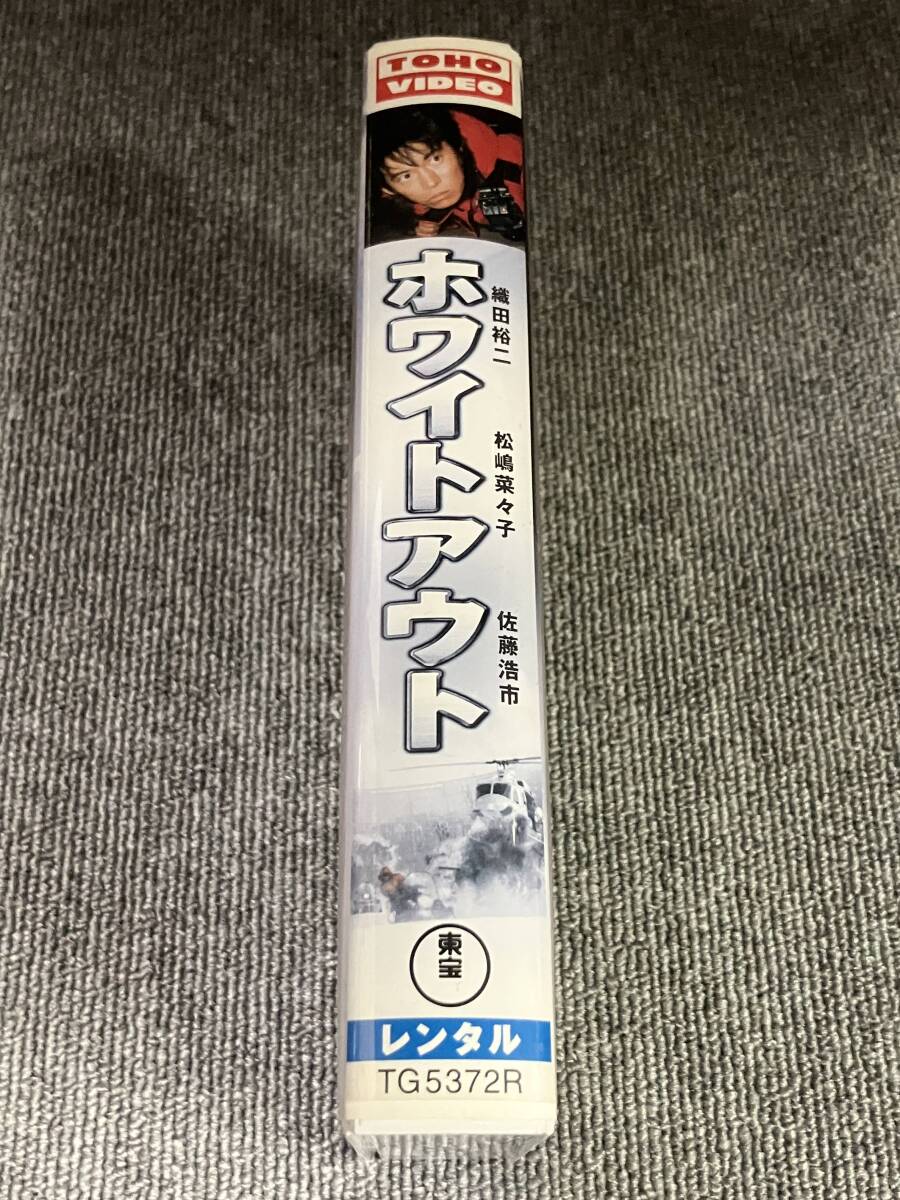 TOHO
VIDEO
ホワイトアウト
織田裕二
松嶋菜々子
佐藤浩市
東宝
レンタル
TG5372R